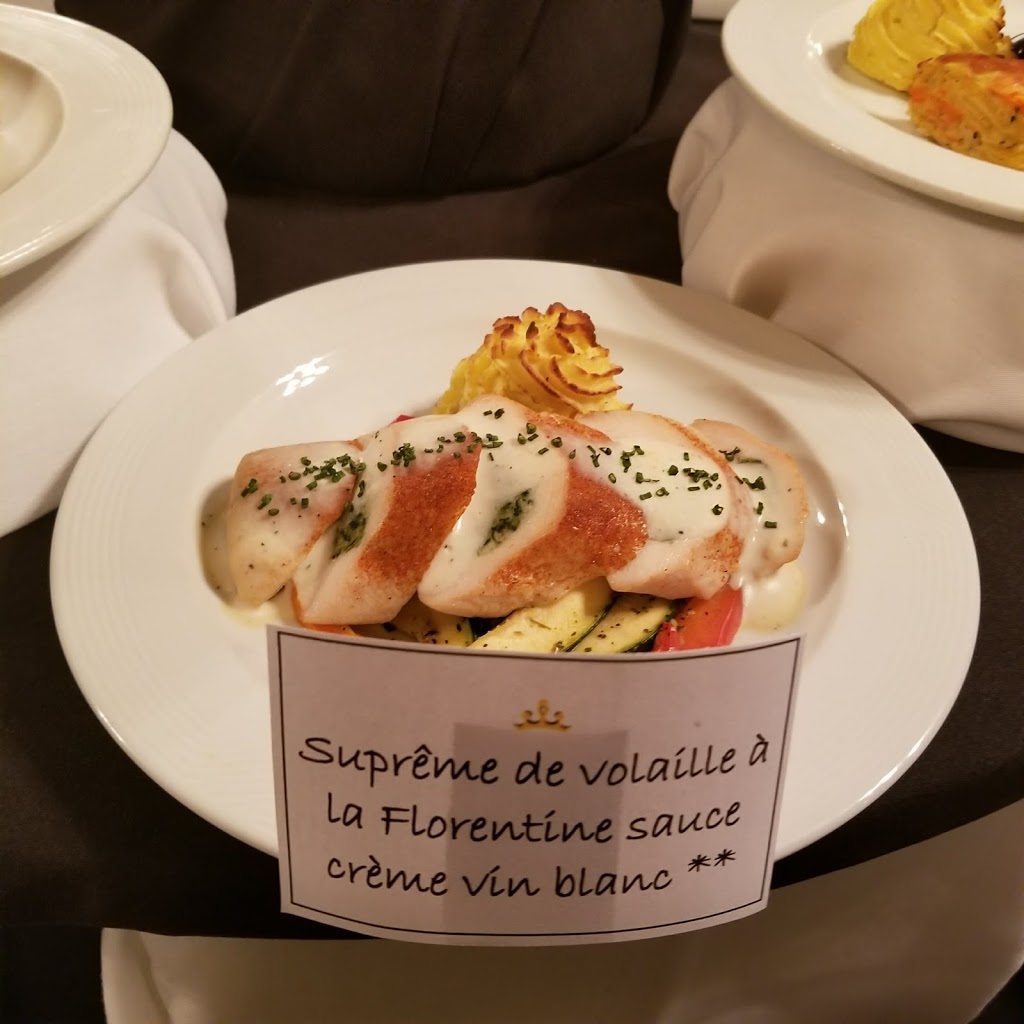 Suprême de volaille à
la Florentine sauce
crème vin blanc **